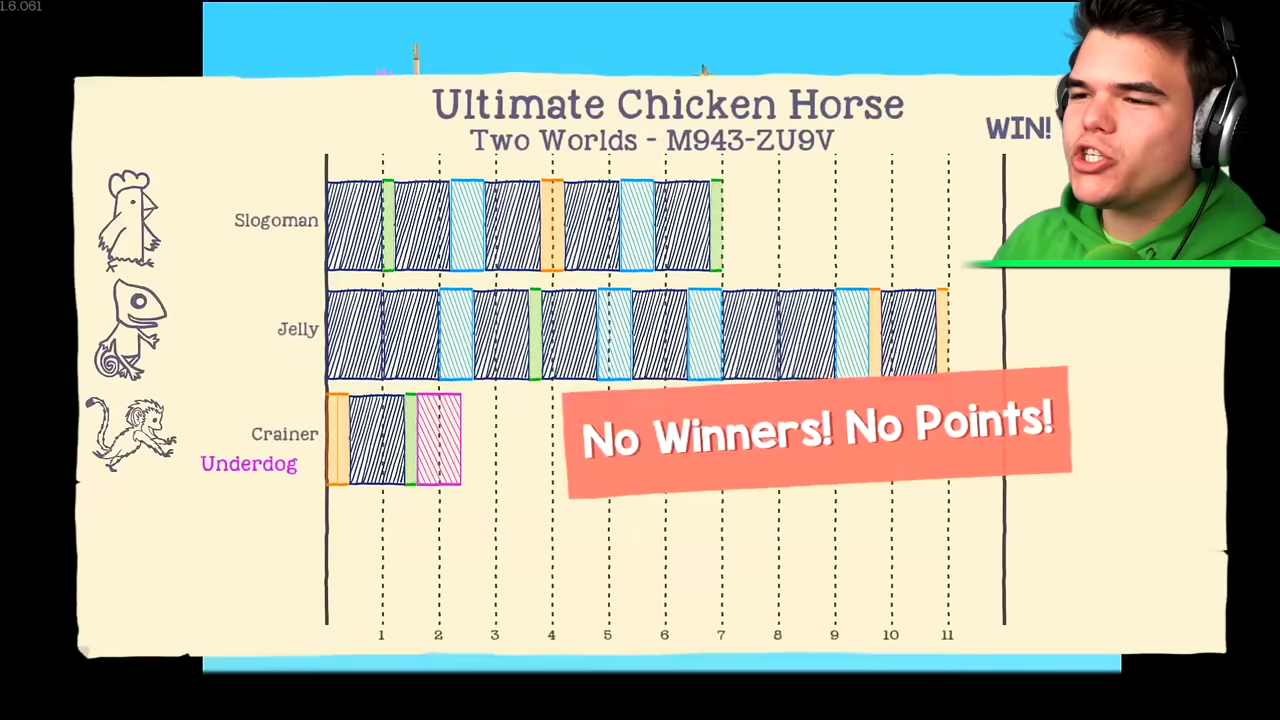 1.6.061
Ultimate Chicken Horse
Two Worlds - M943-ZU9V
WIN!
Slogoman
Jelly
Crainer
Underdog
No Winners! No Points!
1 2 3 4 5 6 7 8 9 10 11